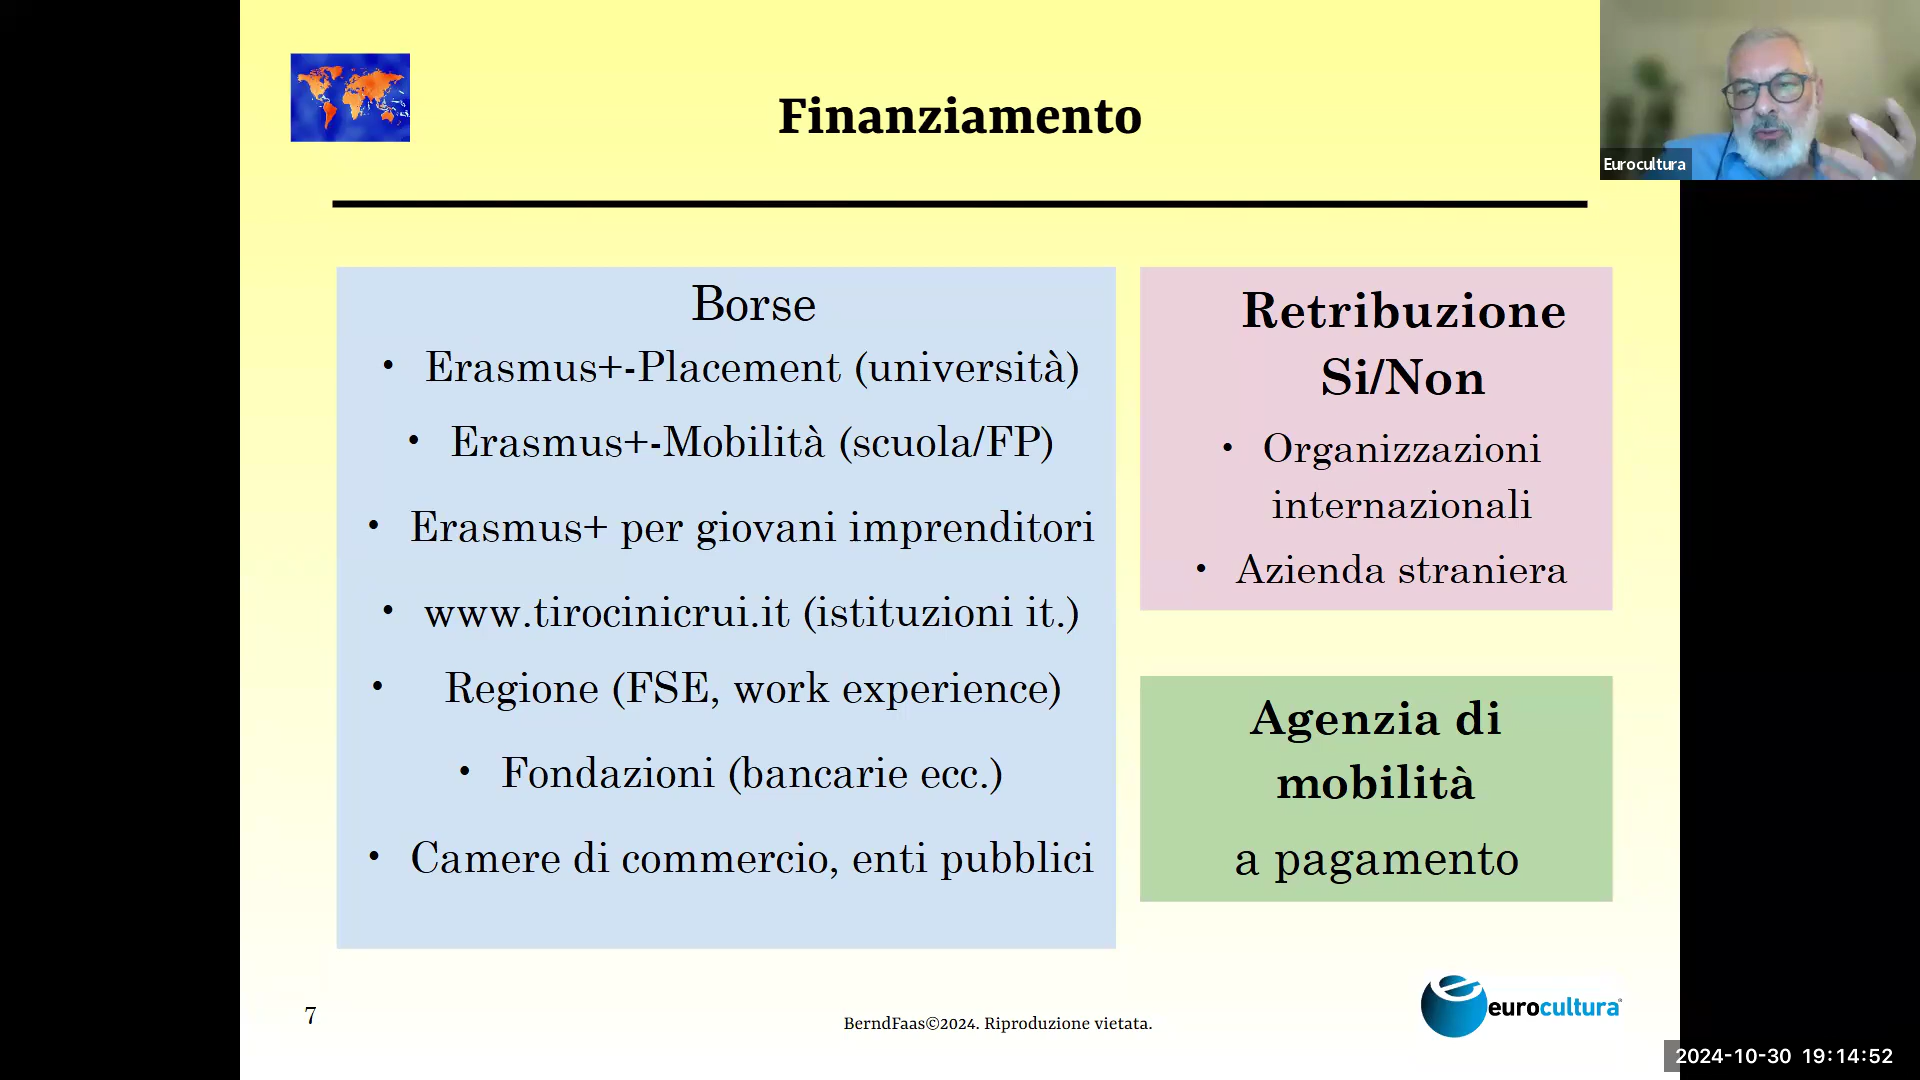 Finanziamento
Eurocultura
Borse
• Erasmus+-Placement (università)
• Erasmus+-Mobilità (scuola/FP)
• Erasmus+ per giovani imprenditori
• www.tirocinicrui.it (istituzioni it.)
• Regione (FSE, work experience)
• Fondazioni (bancarie ecc.)
• Camere di commercio, enti pubblici
Retribuzione
Si/Non
• Organizzazioni
internazionali
• Azienda straniera
Agenzia di
mobilità
a pagamento
7
BerndFaas©2024. Riproduzione vietata.
eurocultura®
2024-10-30 19:14:52